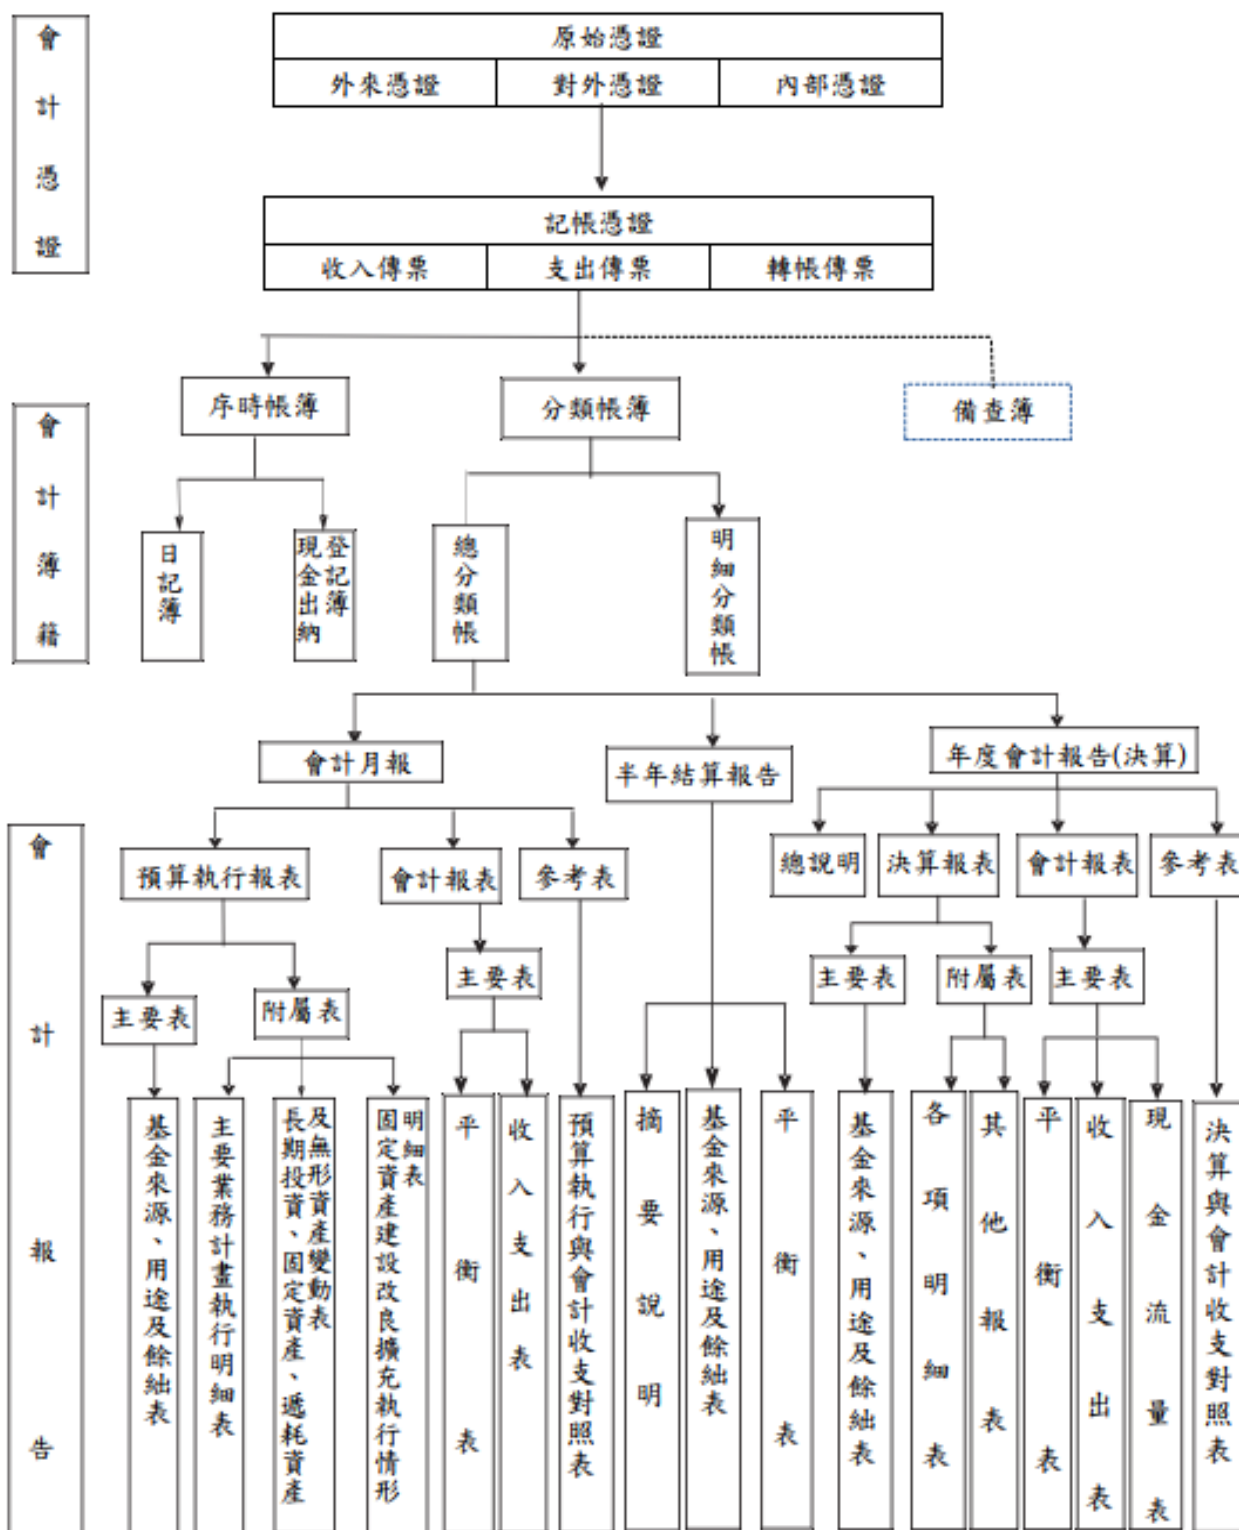 會計憑證
原始憑證
外來憑證
對外憑證
內部憑證
記帳憑證
收入傳票
支出傳票
轉帳傳票
會計簿籍
序時帳簿
分類帳簿
備查簿
日記簿
現金出納
登記簿
總分類帳
明細分類帳
會計報告
會計月報
半年結算報告
年度會計報告(決算)
預算執行報表
會計報表
參考表
總說明
決算報表
會計報表
參考表
主要表
附屬表
主要表
主要表
附屬表
主要表
基金來源、用途及餘絀表
主要業務計畫執行明細表
長期投資、固定資產、遞耗資產
及無形資產變動表
固定資產建設改良擴充執行情形
明細表
平衡表
收入支出表
預算執行與會計收支對照表
摘要說明
基金來源、用途及餘絀表
平衡表
基金來源、用途及餘絀表
各項明細表
其他報表
平衡表
收入支出表
現金流量表
決算與會計收支對照表